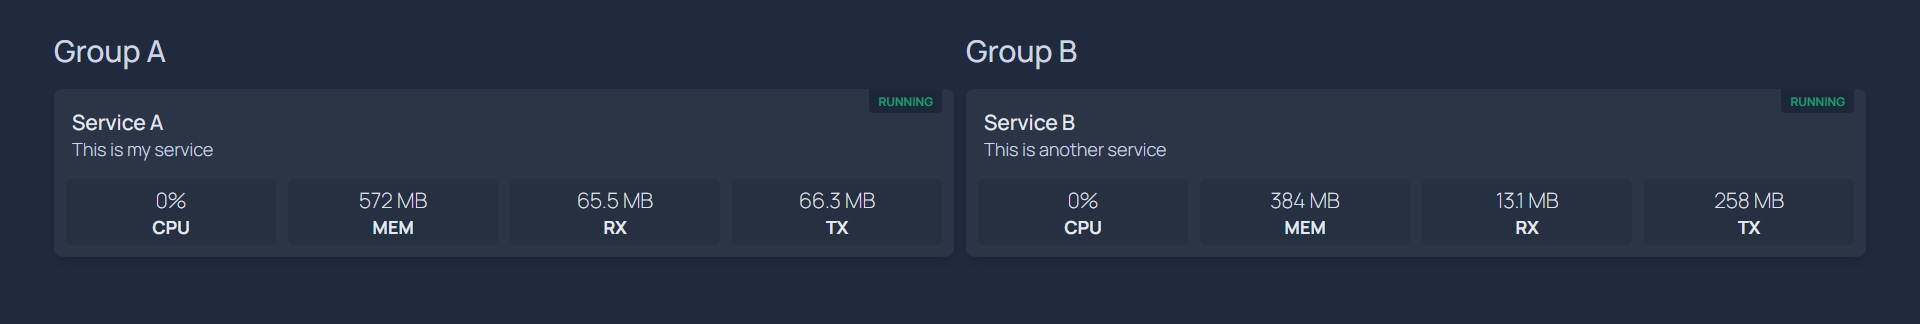 Group A
RUNNING
Service A
This is my service
0%
CPU
572 MB
MEM
65.5 MB
RX
66.3 MB
TX
Group B
RUNNING
Service B
This is another service
0%
CPU
384 MB
MEM
13.1 MB
RX
258 MB
TX